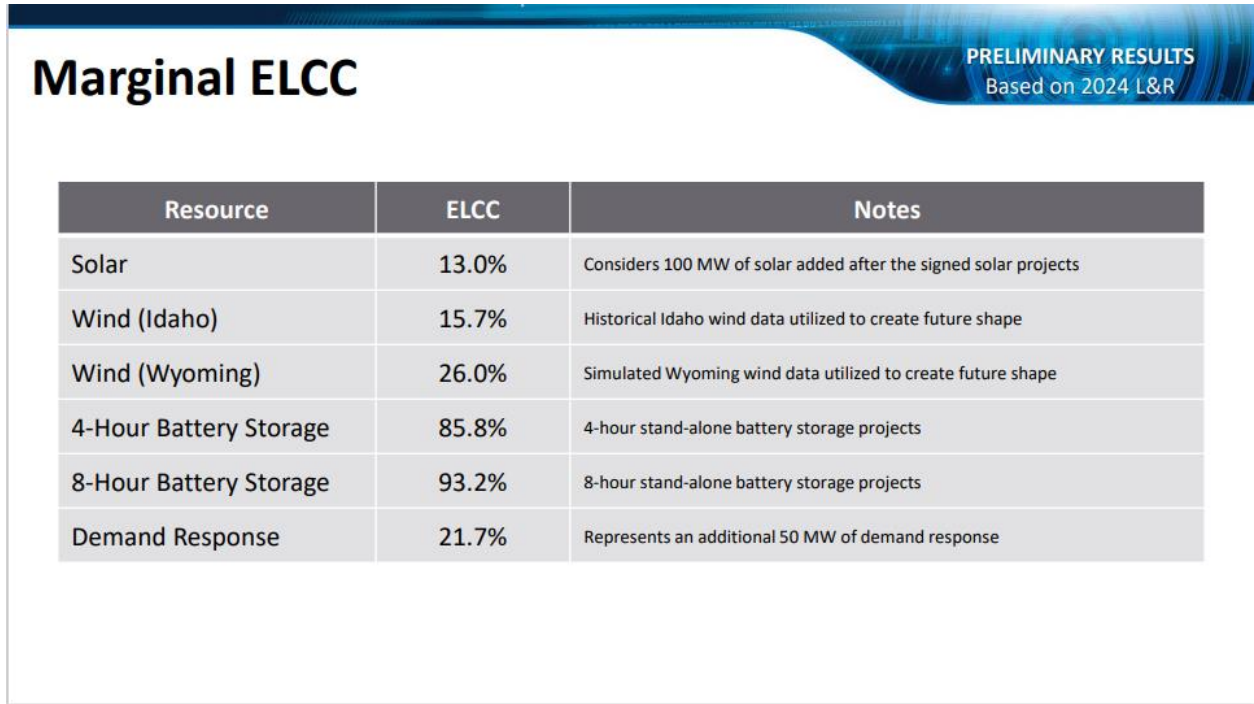 Marginal ELCC
PRELIMINARY RESULTS
Based on 2024 L&R
Resource ELCC Notes
Solar 13.0% Considers 100 MW of solar added after the signed solar projects
Wind (Idaho) 15.7% Historical Idaho wind data utilized to create future shape
Wind (Wyoming) 26.0% Simulated Wyoming wind data utilized to create future shape
4-Hour Battery Storage 85.8% 4-hour stand-alone battery storage projects
8-Hour Battery Storage 93.2% 8-hour stand-alone battery storage projects
Demand Response 21.7% Represents an additional 50 MW of demand response